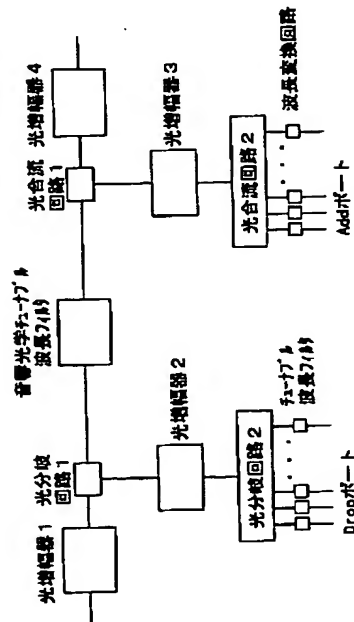 光増幅器1
光分岐
回路1
音響光学チューナブル
波長フィルタ
光合流
回路1
光増幅器4
光増幅器2
光増幅器3
光分岐回路2
チューナブル
波長フィルタ
Dropポート
光合流回路2
波長変換回路
Addポート